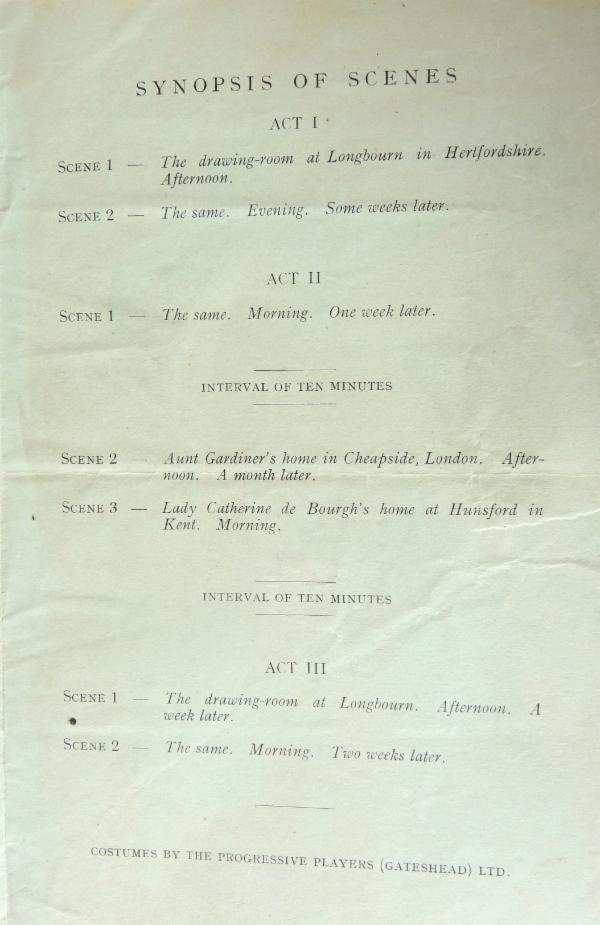 SYNOPSIS OF SCENES
ACT I
SCENE 1 — The drawing-room at Longbourn in Hertfordshire.
Afternoon.
SCENE 2 — The same. Evening. Some weeks later.
ACT II
SCENE 1 — The same. Morning. One week later.
INTERVAL OF TEN MINUTES
SCENE 2 — Aunt Gardiner's home in Cheapside, London. After-
noon. A month later.
SCENE 3 — Lady Catherine de Bourgh's home at Hunsford in
Kent. Morning.
INTERVAL OF TEN MINUTES
ACT III
SCENE 1 — The drawing-room at Longbourn. Afternoon. A
week later.
SCENE 2 — The same. Morning. Two weeks later.
COSTUMES BY THE PROGRESSIVE PLAYERS (GATESHEAD) LTD.